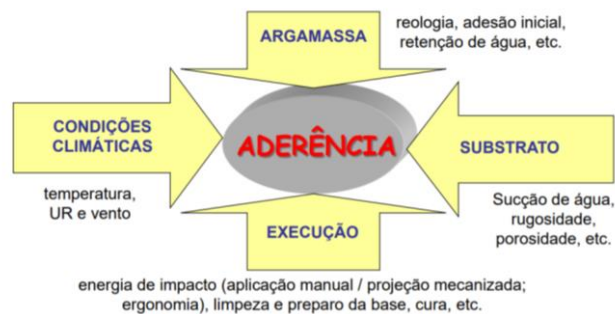 ARGAMASSA
reologia, adesão inicial,
retenção de água, etc.
CONDIÇÕES
CLIMÁTICAS
temperatura,
UR e vento
ADERÊNCIA
SUBSTRATO
Sucção de água,
rugosidade,
porosidade, etc.
EXECUÇÃO
energia de impacto (aplicação manual / projeção mecanizada;
ergonomia), limpeza e preparo da base, cura, etc.